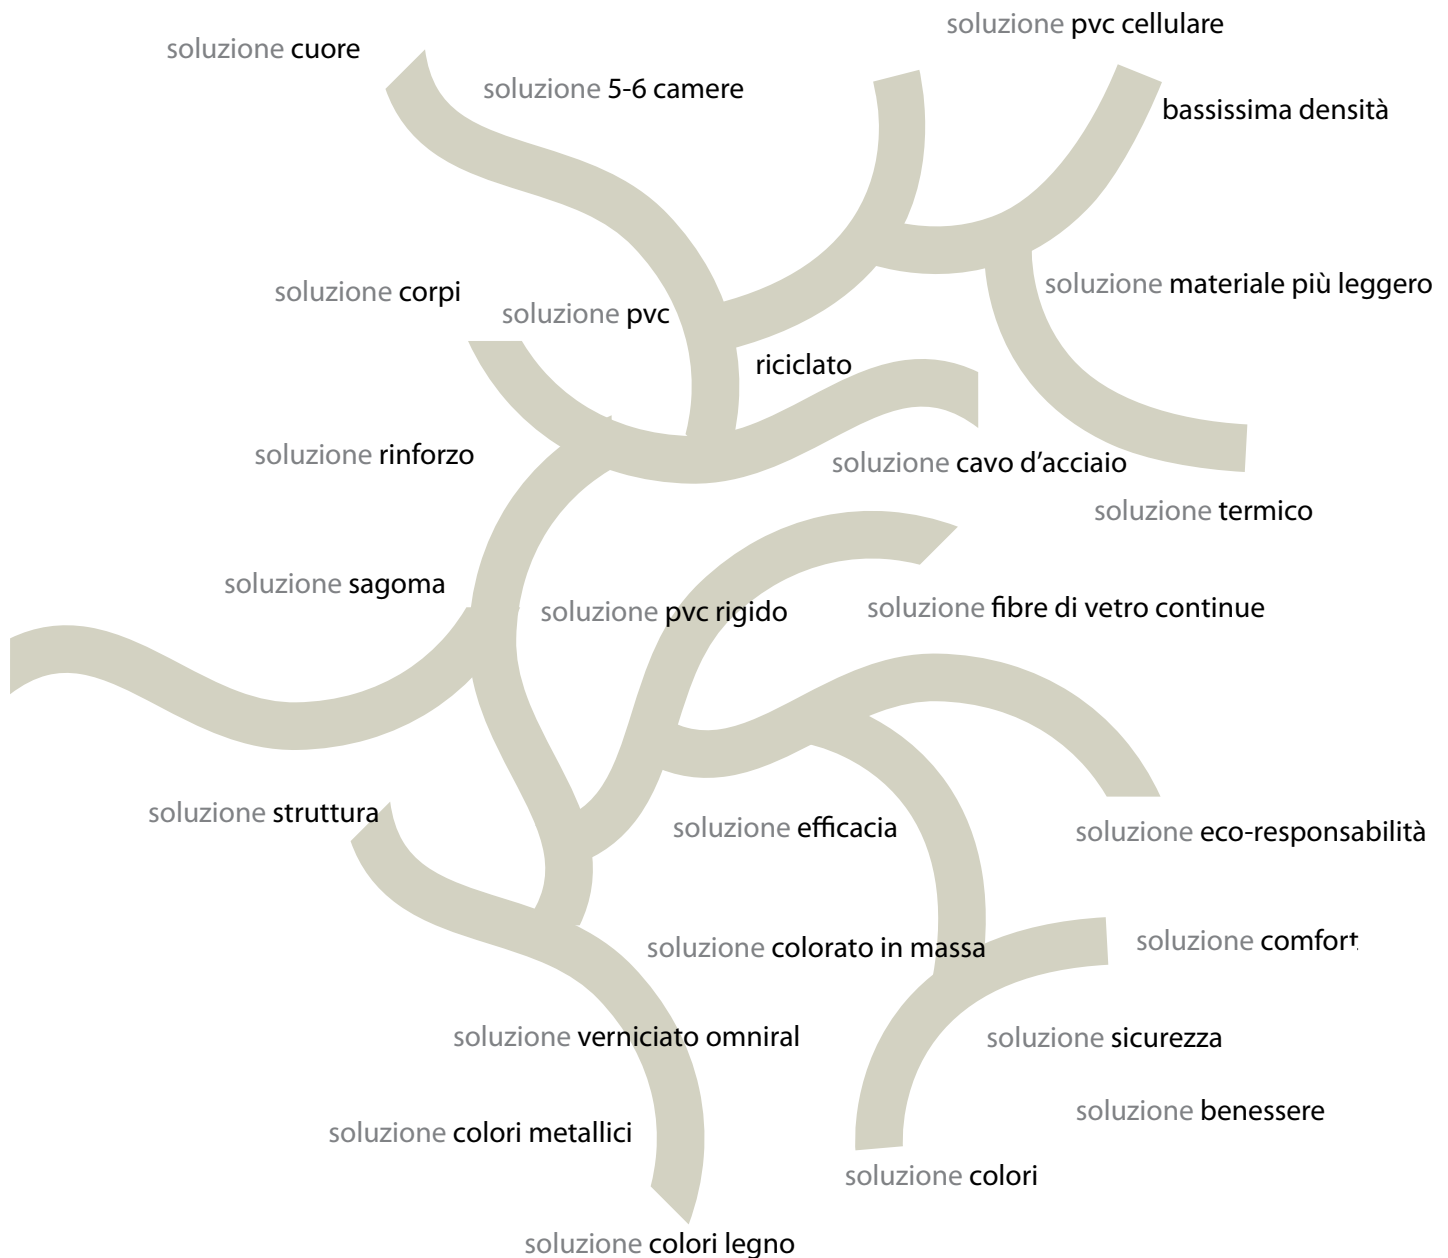 soluzione pvc cellulare
soluzione cuore
soluzione 5-6 camere
bassissima densità
soluzione materiale più leggero
soluzione corpi
soluzione pvc
riciclato
soluzione rinforzo
soluzione cavo d'acciaio
soluzione termico
soluzione sagoma
soluzione pvc rigido
soluzione fibre di vetro continue
soluzione struttura
soluzione efficacia
soluzione eco-responsabilità
soluzione colorato in massa
soluzione comfort
soluzione verniciato omniral
soluzione sicurezza
soluzione benessere
soluzione colori metallici
soluzione colori
soluzione colori legno